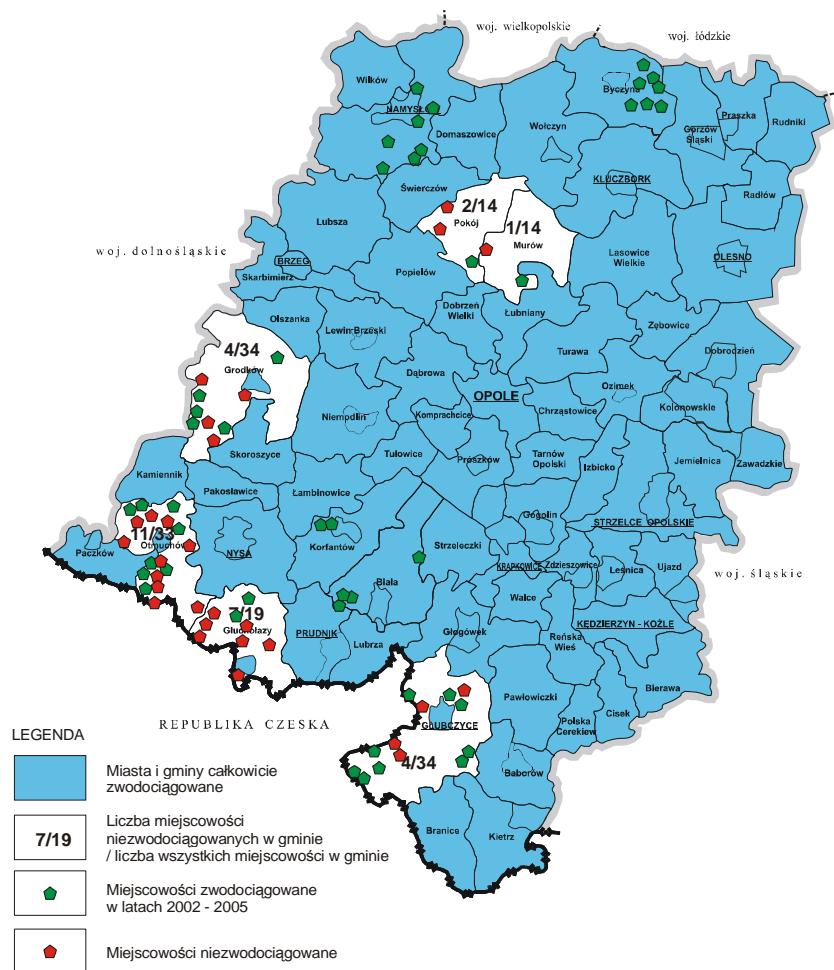 woj. wielkopolskie
woj. łódzkie
Wilków
Byczyna
NAMYSŁÓW
Praszka
Rudniki
Domaszowice
Wołczyn
Gorzów
Śląski
KLUCZBORK
Świerczów
Radłów
2/14
Pokój
1/14
Murów
Lubsza
woj. dolnośląskie
Lasowice
Wielkie
OLESNO
BRZEG
Popielów
Skarbimierz
Dobrzeń
Wielki
Łubniany
Olszanka
Lewin Brzeski
Zębowice
4/34
Grodków
Turawa
Dobrodzień
Dąbrowa
Ozimek
OPOLE
Niemodlin
Komprachcice
Chrząstowice
Kolonowskie
Skoroszyce
Tułowice
Prószków
Tarnów
Opolski
Izbicko
Jemielnica
Zawadzkie
Kamiennik
Pakosławice
Łambinowice
11/33
Otmuchów
Gogolin
STRZELCE OPOLSKIE
Paczków
NYSA
Korfantów
Strzeleczki
KRAPKOWICE
Zdzieszowice
Leśnica
Ujazd
woj. śląskie
Biała
Walce
7/19
Głuchołazy
PRUDNIK
Lubrza
Głogówek
KĘDZIERZYN - KOŹLE
Reńska
Wieś
Bierawa
Pawłowiczki
REPUBLIKA CZESKA
GŁUBCZYCE
Polska
Cerekiew
Cisek
4/34
Baborów
Branice
Kietrz
LEGENDA
Miasta i gminy całkowicie
zwodociągowane
7/19
Liczba miejscowości
niezwodociągowanych w gminie
/ liczba wszystkich miejscowości w gminie
Miejscowości zwodociągowane
w latach 2002 - 2005
Miejscowości niezwodociągowane